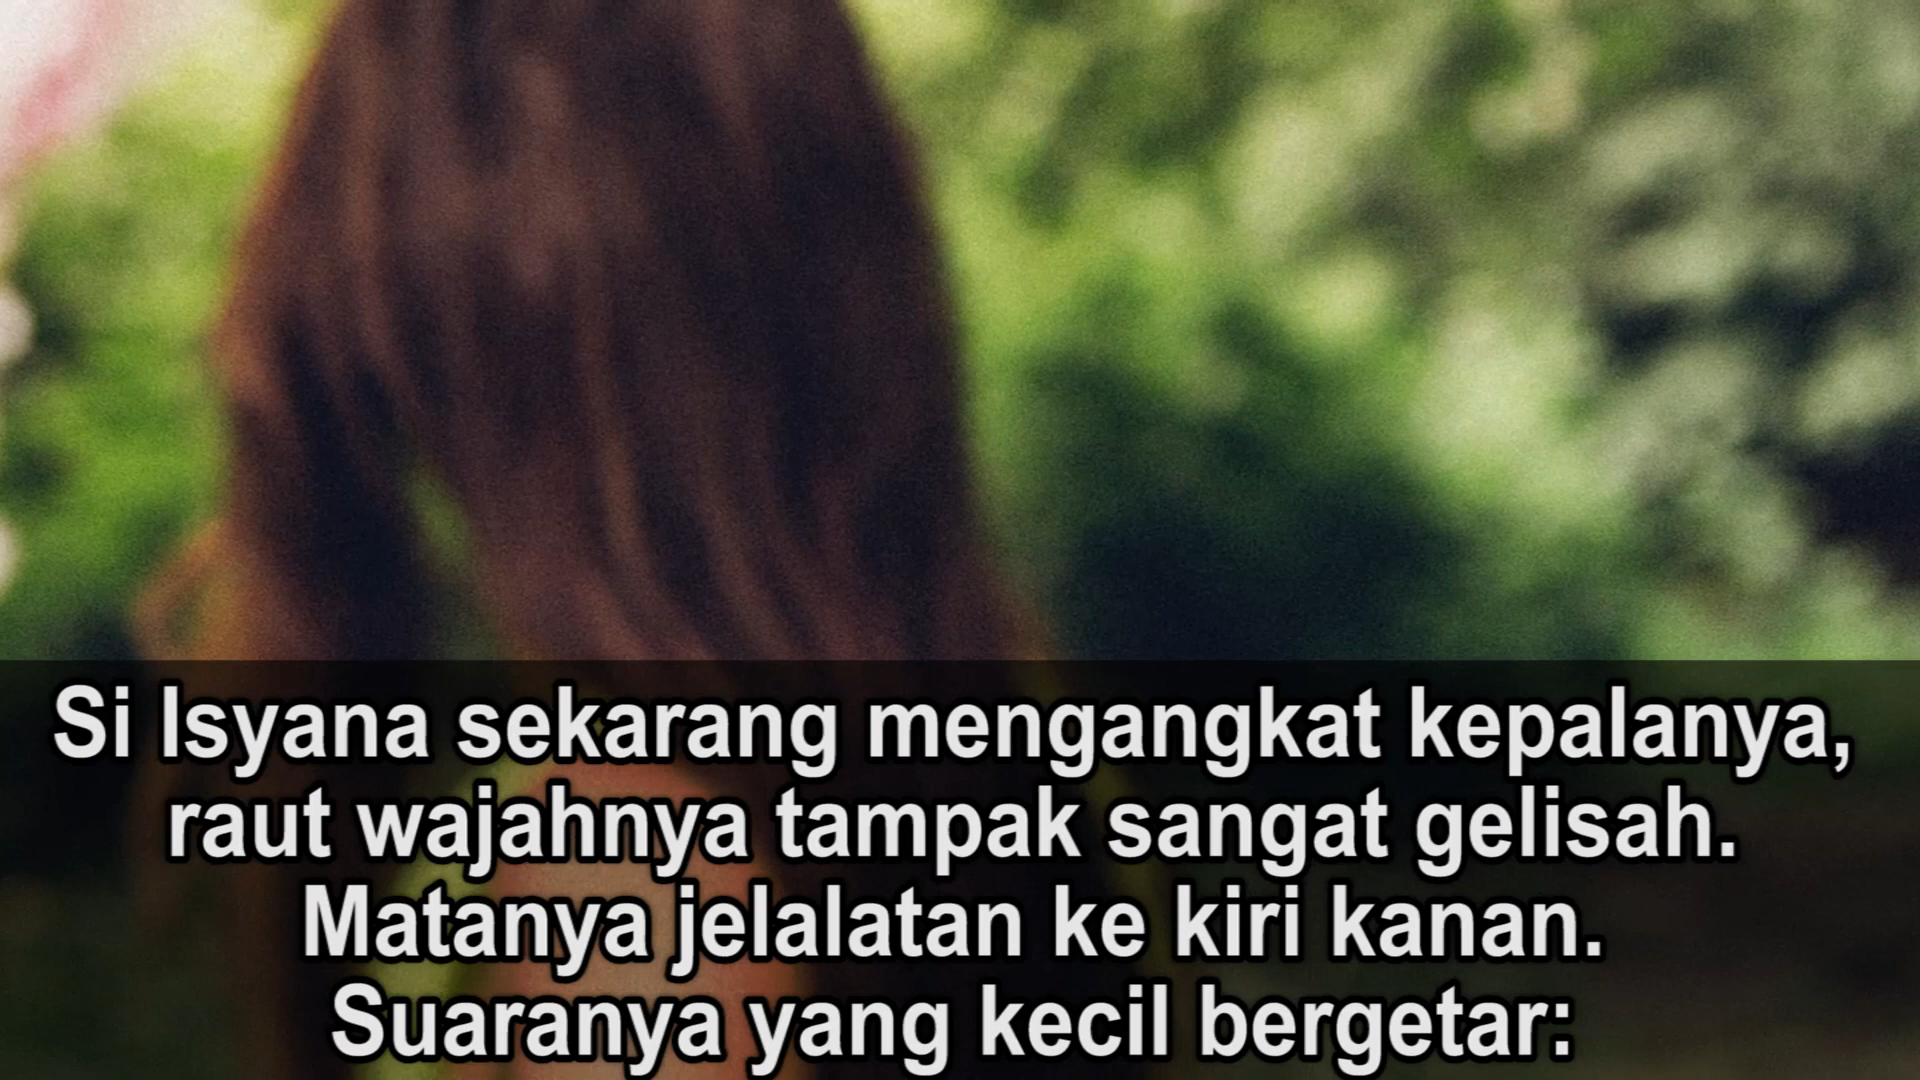 Si Isyana sekarang mengangkat kepalanya,
raut wajahnya tampak sangat gelisah.
Matanya jelalatan ke kiri kanan.
Suaranya yang kecil bergetar: